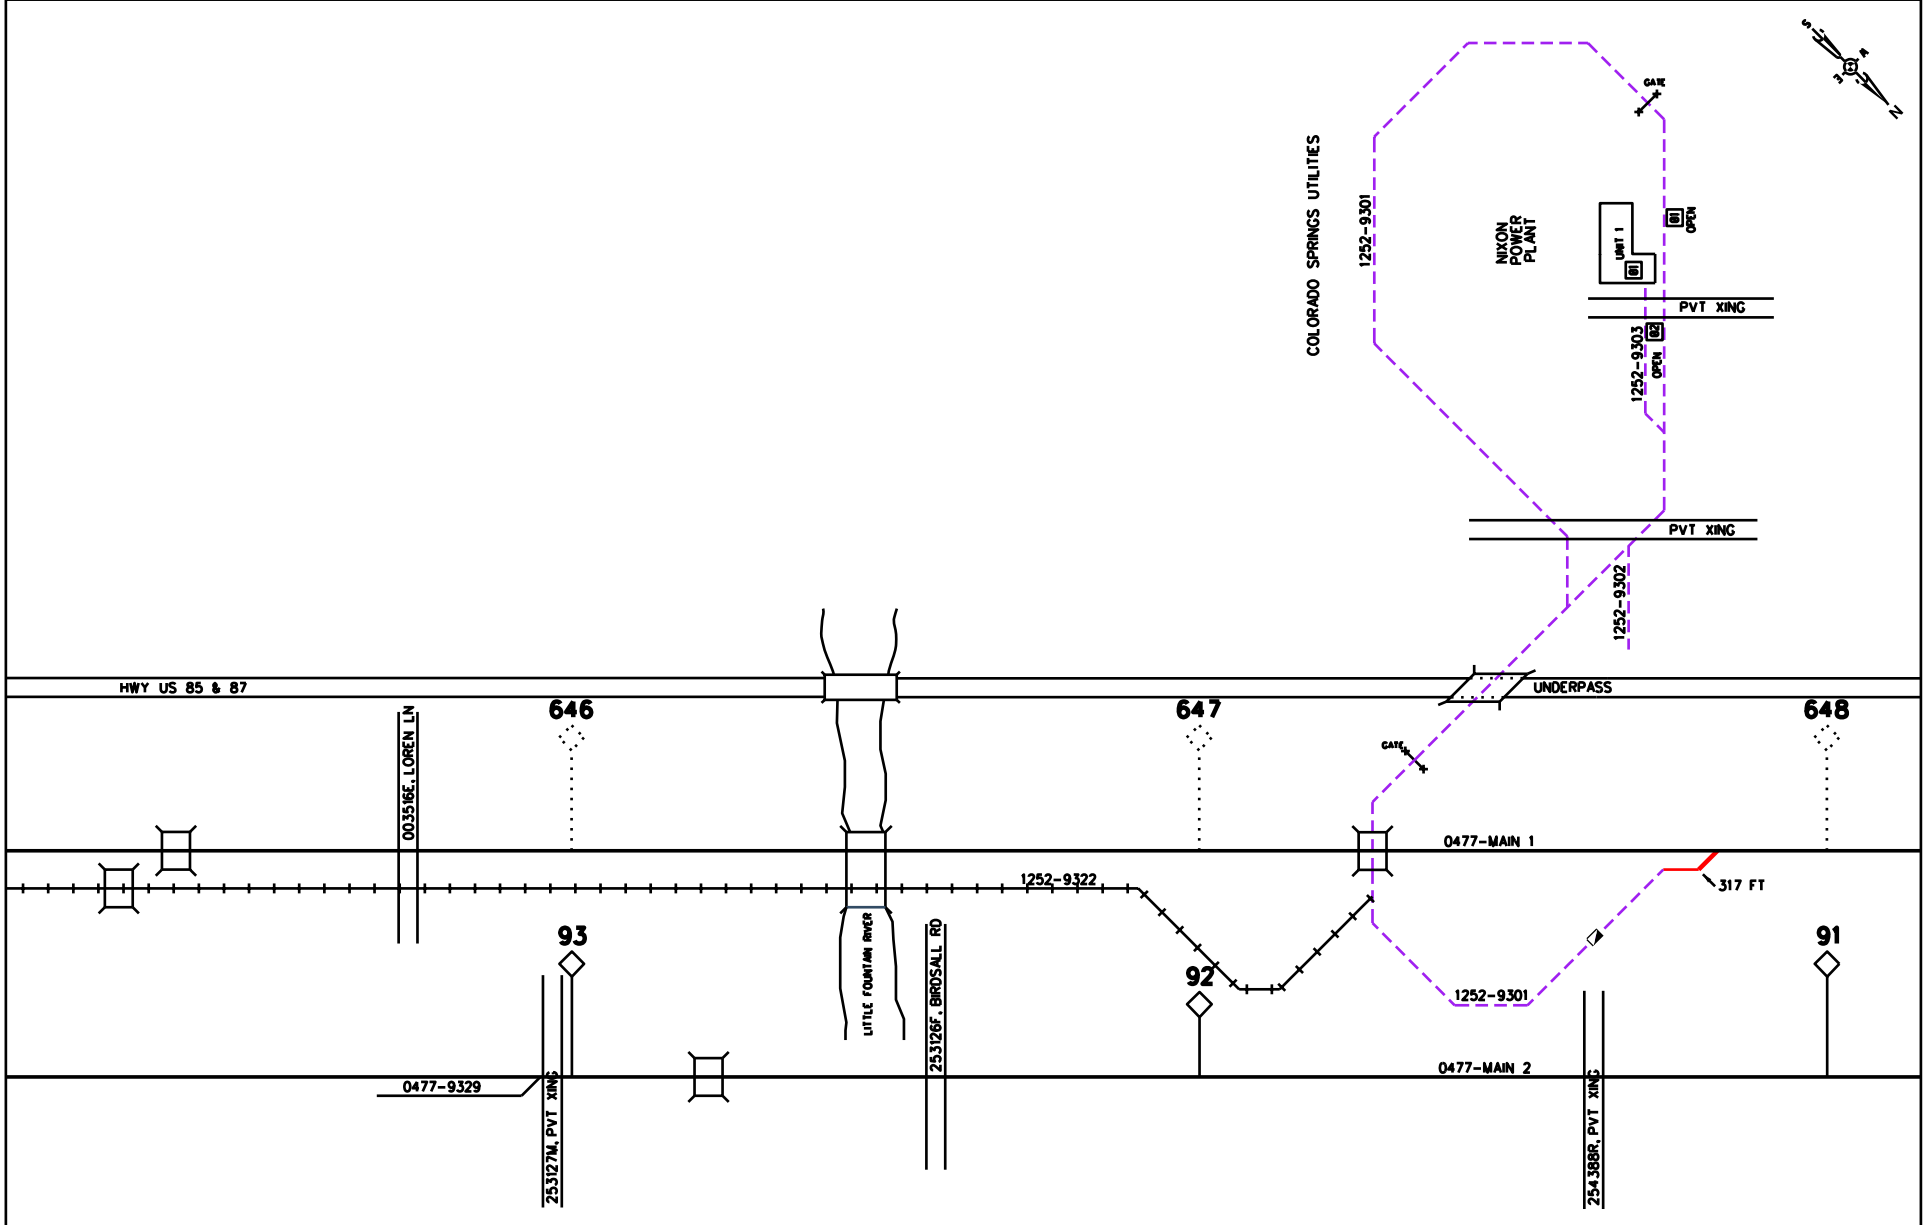 S
4
3
N
GATE
COLORADO SPRINGS UTILITIES
1252-9301
NIXON
POWER
PLANT
UNIT 1
01
01
OPEN
PVT XING
02
OPEN
1252-9303
PVT XING
1252-9302
HWY US 85 & 87
UNDERPASS
646
647
648
003516E, LOREN LN
GATE
0477-MAIN 1
1252-9322
317 FT
93
92
91
LITTLE FOUNTAIN RIVER
253126F, BIRDSALL RD
1252-9301
0477-MAIN 2
0477-9329
253127M, PVT XING
254388R, PVT XING